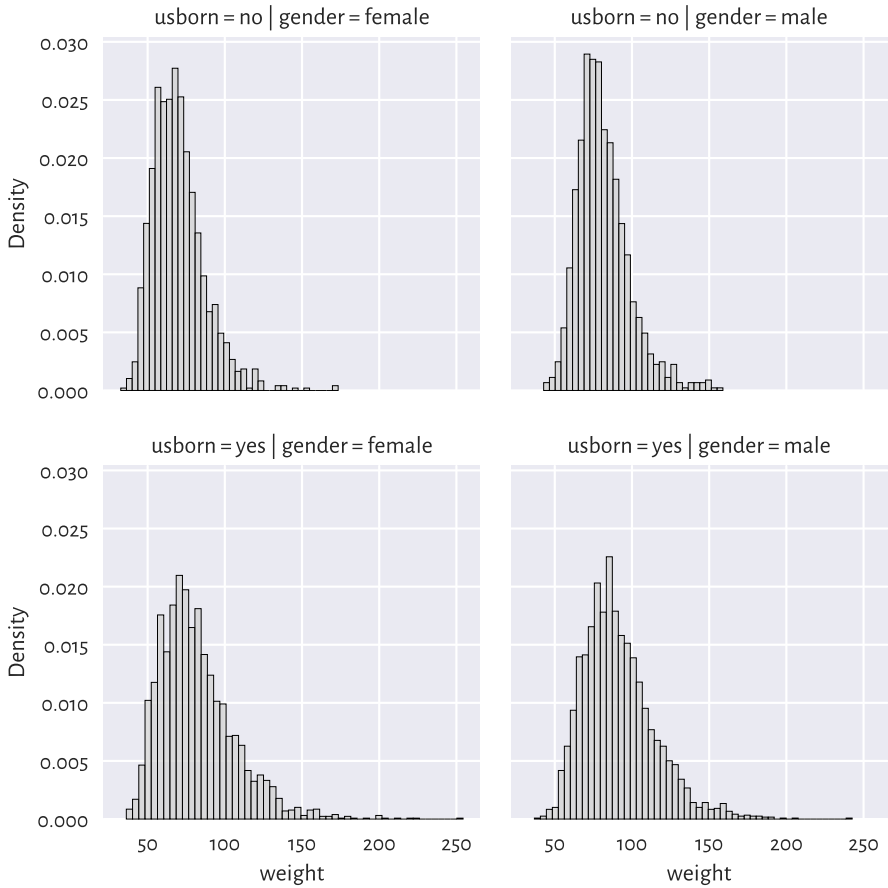 usborn = no | gender = female
usborn = no | gender = male
0.030
0.025
0.020
0.015
0.010
0.005
0.000
Density
usborn = yes | gender = female
usborn = yes | gender = male
0.030
0.025
0.020
0.015
0.010
0.005
0.000
Density
50 100 150 200 250
50 100 150 200 250
weight
weight